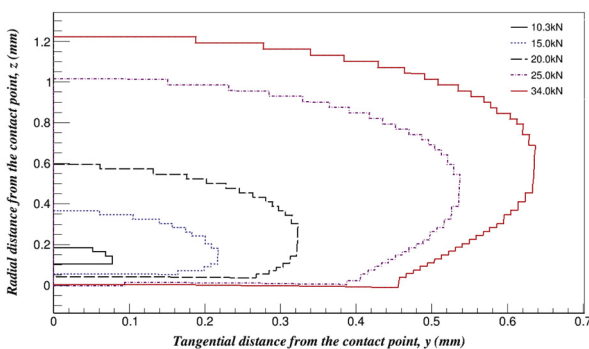 Radial distance from the contact point, z (mm)
1.2
1
0.8
0.6
0.4
0.2
0
10.3kN
15.0kN
20.0kN
25.0kN
34.0kN
0 0.1 0.2 0.3 0.4 0.5 0.6 0.7
Tangential distance from the contact point, y (mm)